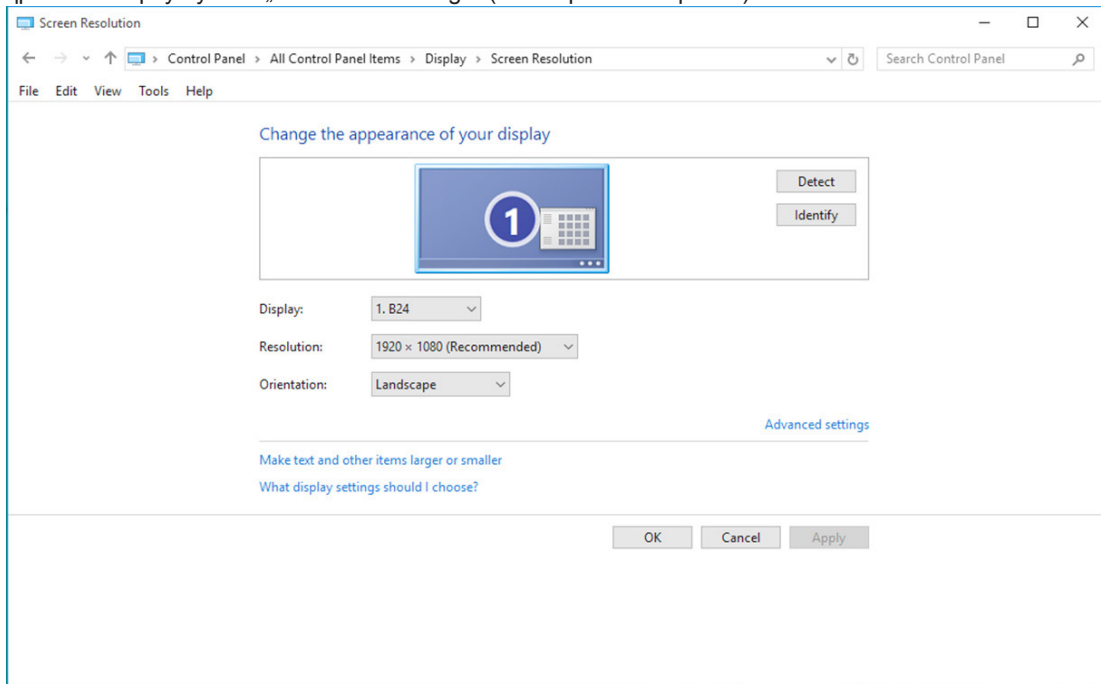 Screen Resolution
Control Panel > All Control Panel Items > Display > Screen Resolution
Search Control Panel
File Edit View Tools Help
Change the appearance of your display
1
Detect
Identify
Display: 1. B24
Resolution: 1920 × 1080 (Recommended)
Orientation: Landscape
Advanced settings
Make text and other items larger or smaller
What display settings should I choose?
OK Cancel Apply